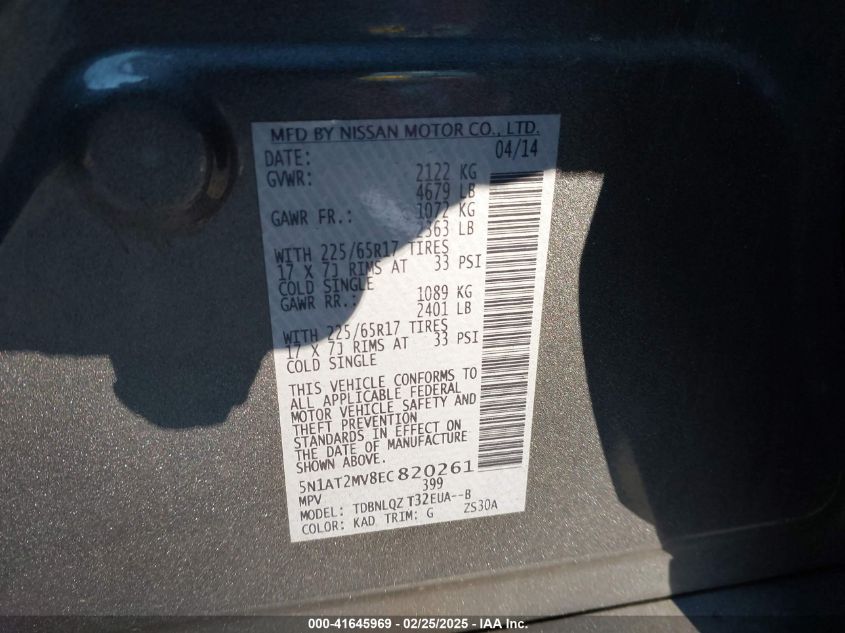 MFD BY NISSAN MOTOR CO., LTD.
DATE: 04/14
GVWR: 2122 KG
4679 LB
GAWR FR.: 1072 KG
2363 LB
WITH 225/65R17 TIRES
17 X 7J RIMS AT 33 PSI
COLD SINGLE
GAWR RR.: 1089 KG
2401 LB
WITH 225/65R17 TIRES
17 X 7J RIMS AT 33 PSI
COLD SINGLE
THIS VEHICLE CONFORMS TO
ALL APPLICABLE FEDERAL
MOTOR VEHICLE SAFETY AND
THEFT PREVENTION
STANDARDS IN EFFECT ON
THE DATE OF MANUFACTURE
SHOWN ABOVE.
5N1AT2MV8EC820261
MPV 399
MODEL: TDBNLQZ T32EUA--B
COLOR: KAD TRIM: G ZS30A
000-41645969 | 02/25/2025 - IAA Inc.